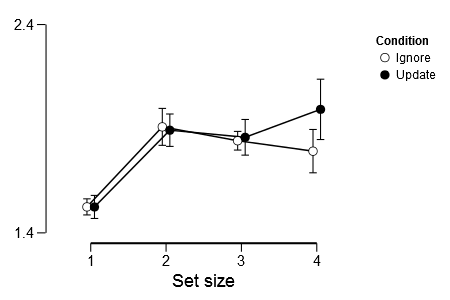 2.4
1.4
1 2 3 4
Set size
Condition
Ignore
Update